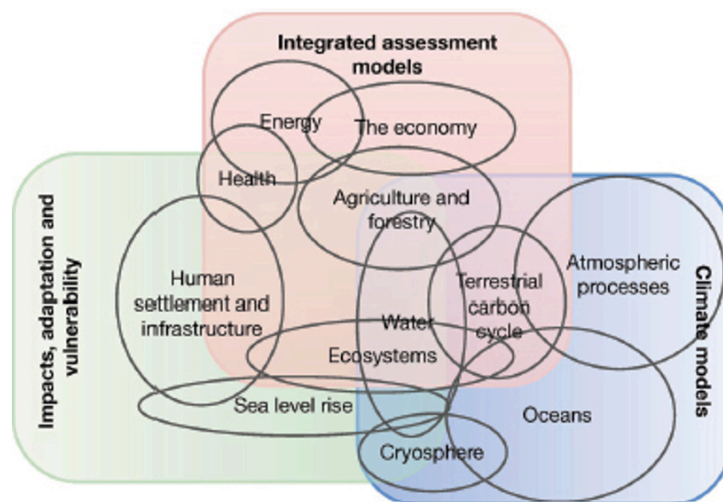 Integrated assessment
models
Energy
The economy
Health
Agriculture and
forestry
Impacts, adaptation and
vulnerability
Human
settlement and
infrastructure
Water
Terrestrial
carbon
cycle
Atmospheric
processes
Climate models
Ecosystems
Sea level rise
Oceans
Cryosphere